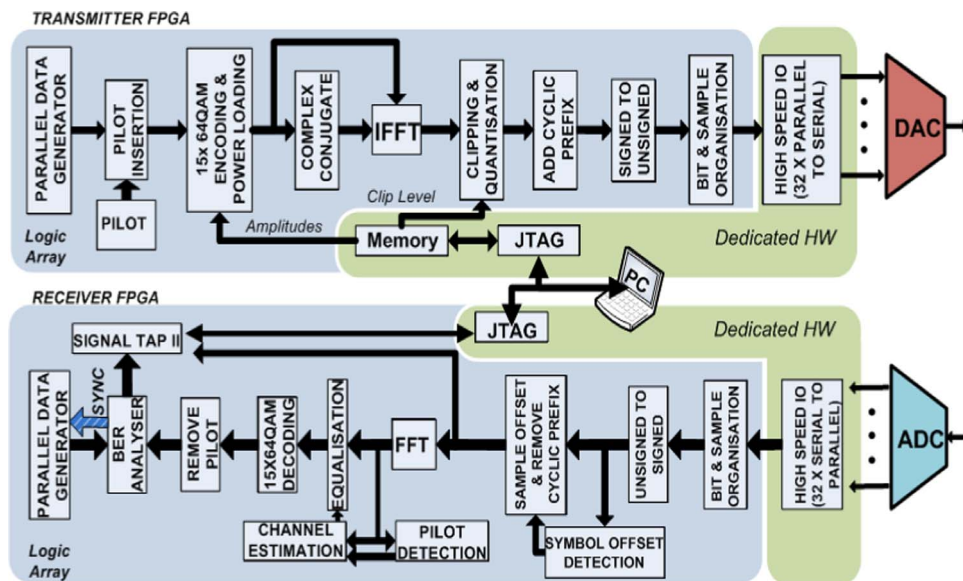 TRANSMITTER FPGA
PARALLEL DATA
GENERATOR
PILOT
INSERTION
PILOT
15x 64QAM
ENCODING &
POWER LOADING
COMPLEX
CONJUGATE
IFFT
CLIPPING &
QUANTISATION
ADD CYCLIC
PREFIX
SIGNED TO
UNSIGNED
BIT & SAMPLE
ORGANISATION
HIGH SPEED IO
(32 X PARALLEL
TO SERIAL)
DAC
Clip Level
Amplitudes
Memory
JTAG
Logic
Array
Dedicated HW
PC
RECEIVER FPGA
JTAG
Dedicated HW
SIGNAL TAP II
SYNC
PARALLEL DATA
GENERATOR
BER
ANALYSER
REMOVE
PILOT
15X64QAM
DECODING
EQUALISATION
FFT
SAMPLE OFFSET
& REMOVE
CYCLIC PREFIX
UNSIGNED TO
SIGNED
BIT & SAMPLE
ORGANISATION
HIGH SPEED IO
(32 X SERIAL TO
PARALLEL)
ADC
CHANNEL
ESTIMATION
PILOT
DETECTION
SYMBOL OFFSET
DETECTION
Logic
Array